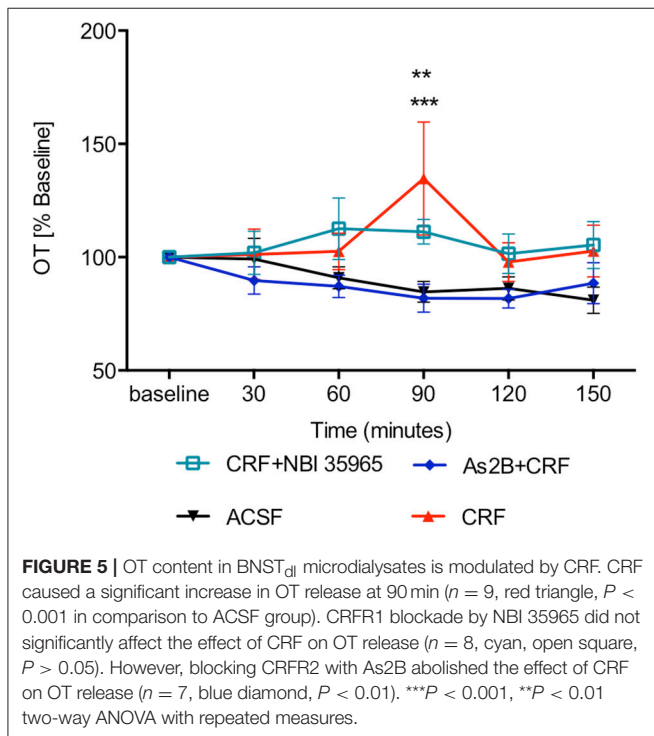 200
150
100
50
OT [% Baseline]
**
***
baseline 30 60 90 120 150
Time (minutes)
CRF+NBI 35965 As2B+CRF
ACSF CRF
FIGURE 5 | OT content in BNSTdl microdialysates is modulated by CRF. CRF
caused a significant increase in OT release at 90 min (n = 9, red triangle, P <
0.001 in comparison to ACSF group). CRFR1 blockade by NBI 35965 did not
significantly affect the effect of CRF on OT release (n = 8, cyan, open square,
P > 0.05). However, blocking CRFR2 with As2B abolished the effect of CRF
on OT release (n = 7, blue diamond, P < 0.01). ***P < 0.001, **P < 0.01
two-way ANOVA with repeated measures.